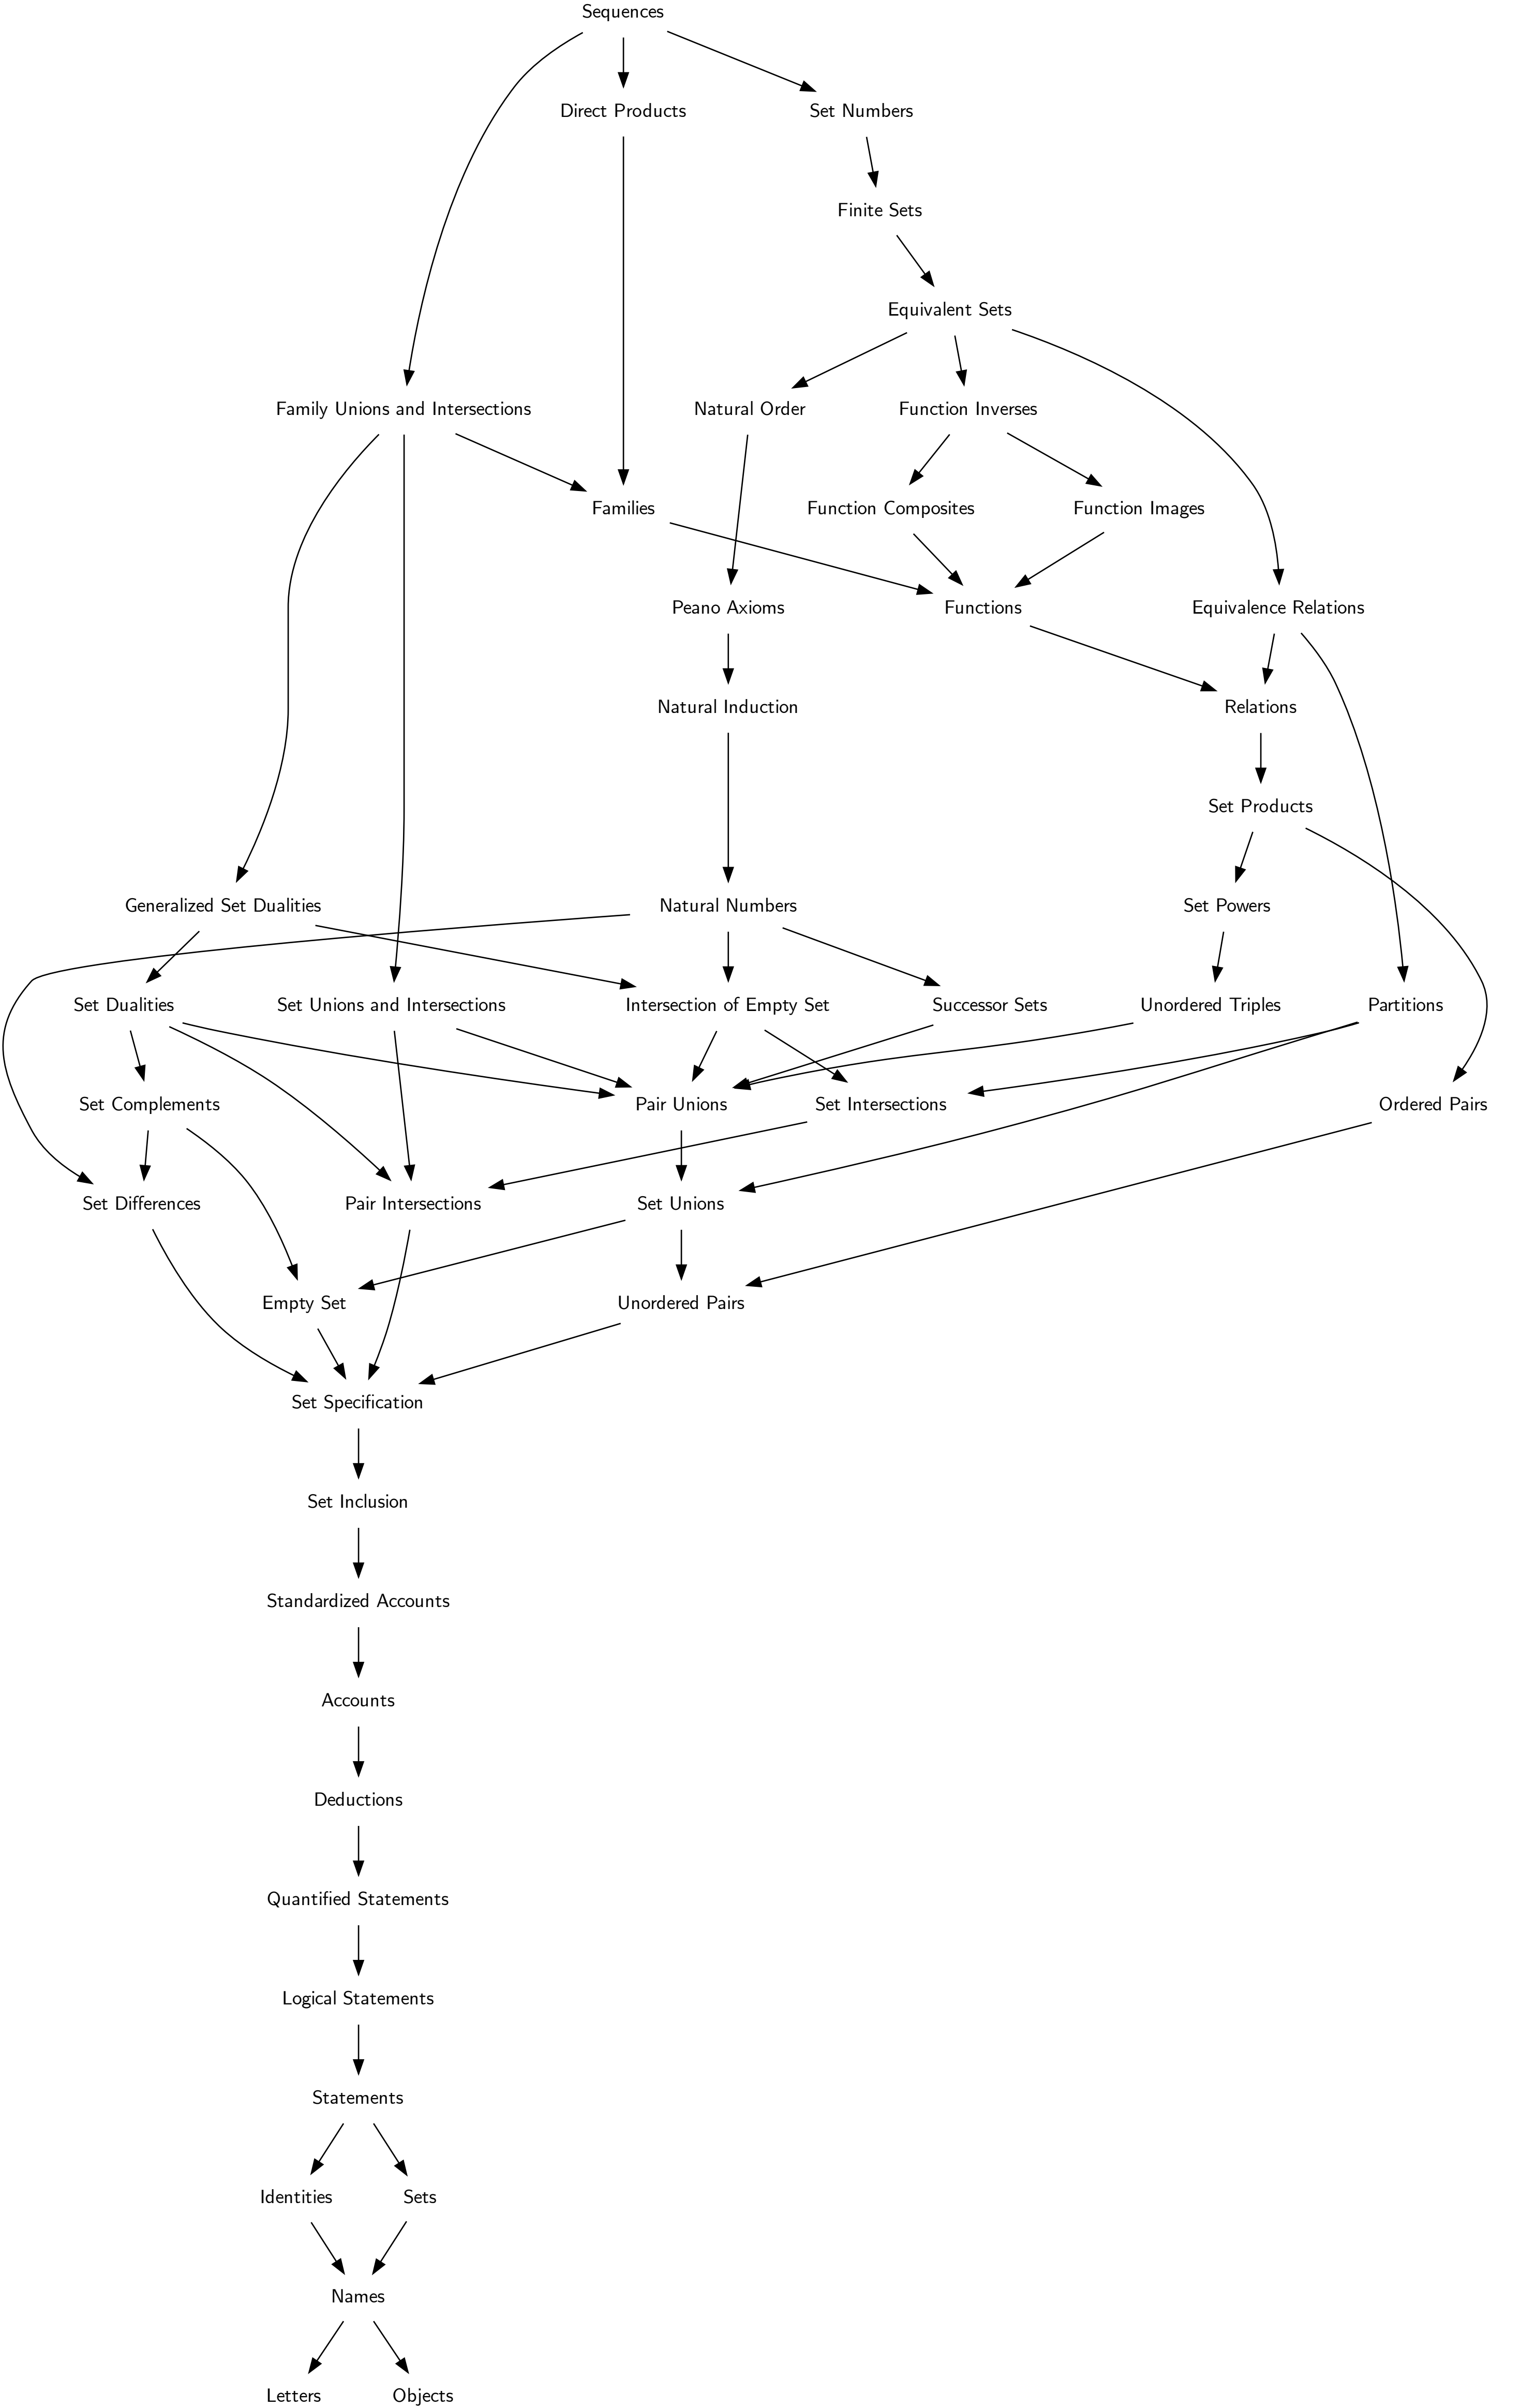 Sequences
Direct Products
Set Numbers
Finite Sets
Equivalent Sets
Family Unions and Intersections
Natural Order
Function Inverses
Families
Function Composites
Function Images
Peano Axioms
Functions
Equivalence Relations
Natural Induction
Relations
Set Products
Generalized Set Dualities
Natural Numbers
Set Powers
Set Dualities
Set Unions and Intersections
Intersection of Empty Set
Successor Sets
Unordered Triples
Partitions
Set Complements
Pair Unions
Set Intersections
Ordered Pairs
Set Differences
Pair Intersections
Set Unions
Empty Set
Unordered Pairs
Set Specification
Set Inclusion
Standardized Accounts
Accounts
Deductions
Quantified Statements
Logical Statements
Statements
Identities
Sets
Names
Letters
Objects